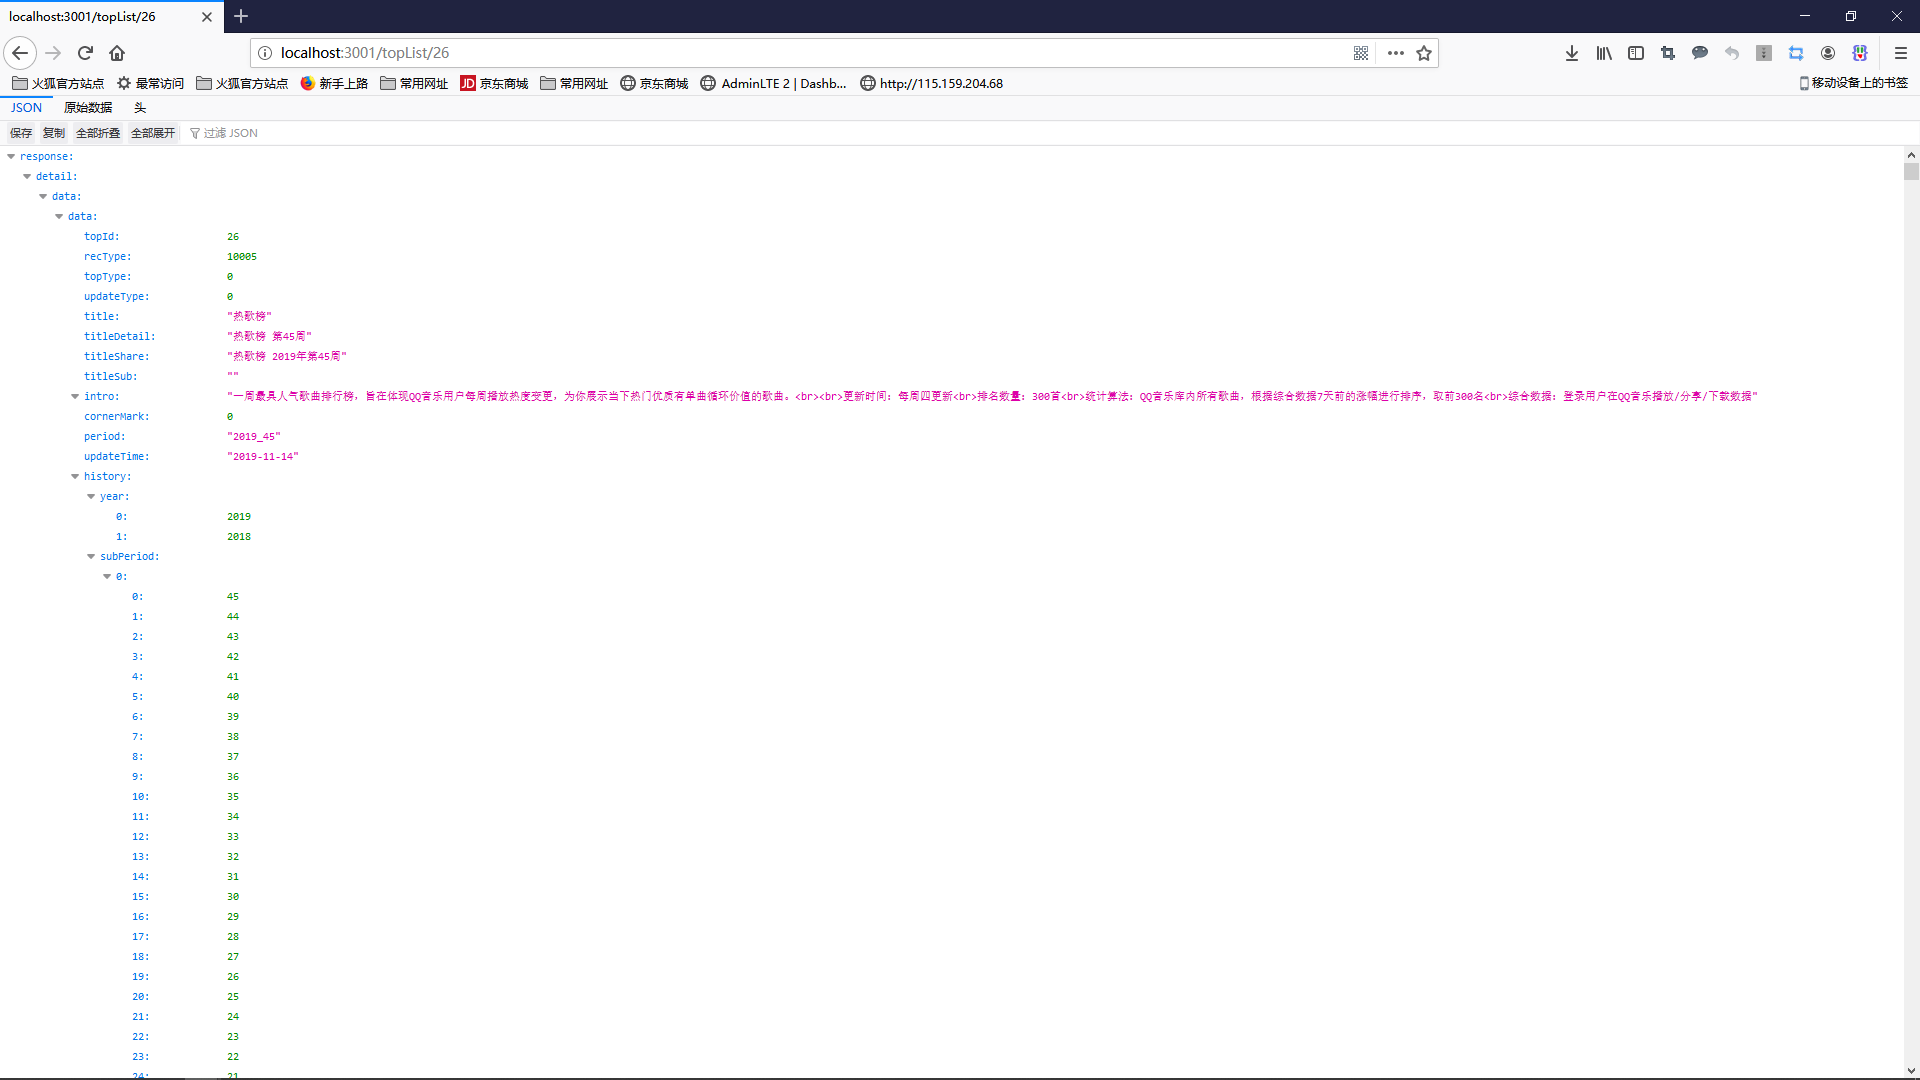 localhost:3001/topList/26
localhost:3001/topList/26
火狐官方站点 最常访问 火狐官方站点 新手上路 常用网址 JD 京东商城 常用网址 京东商城 AdminLTE 2 | Dashb... http://115.159.204.68 移动设备上的书签
JSON 原始数据 头
保存 复制 全部折叠 全部展开 过滤 JSON
response:
detail:
data:
data:
topId: 26
recType: 10005
topType: 0
updateType: 0
title: "热歌榜"
titleDetail: "热歌榜 第45周"
titleShare: "热歌榜 2019年第45周"
titleSub: ""
intro: "一周最具人气歌曲排行榜，旨在体现QQ音乐用户每周播放热度变更，为你展示当下热门优质有单曲循环价值的歌曲。<br><br>更新时间：每周四更新<br>排名数量：300首<br>统计算法：QQ音乐库内所有歌曲，根据综合数据7天前的涨幅进行排序，取前300名<br>综合数据：登录用户在QQ音乐播放/分享/下载数据"
cornerMark: 0
period: "2019_45"
updateTime: "2019-11-14"
history:
year:
0: 2019
1: 2018
subPeriod:
0:
0: 45
1: 44
2: 43
3: 42
4: 41
5: 40
6: 39
7: 38
8: 37
9: 36
10: 35
11: 34
12: 33
13: 32
14: 31
15: 30
16: 29
17: 28
18: 27
19: 26
20: 25
21: 24
22: 23
23: 22
24: 21